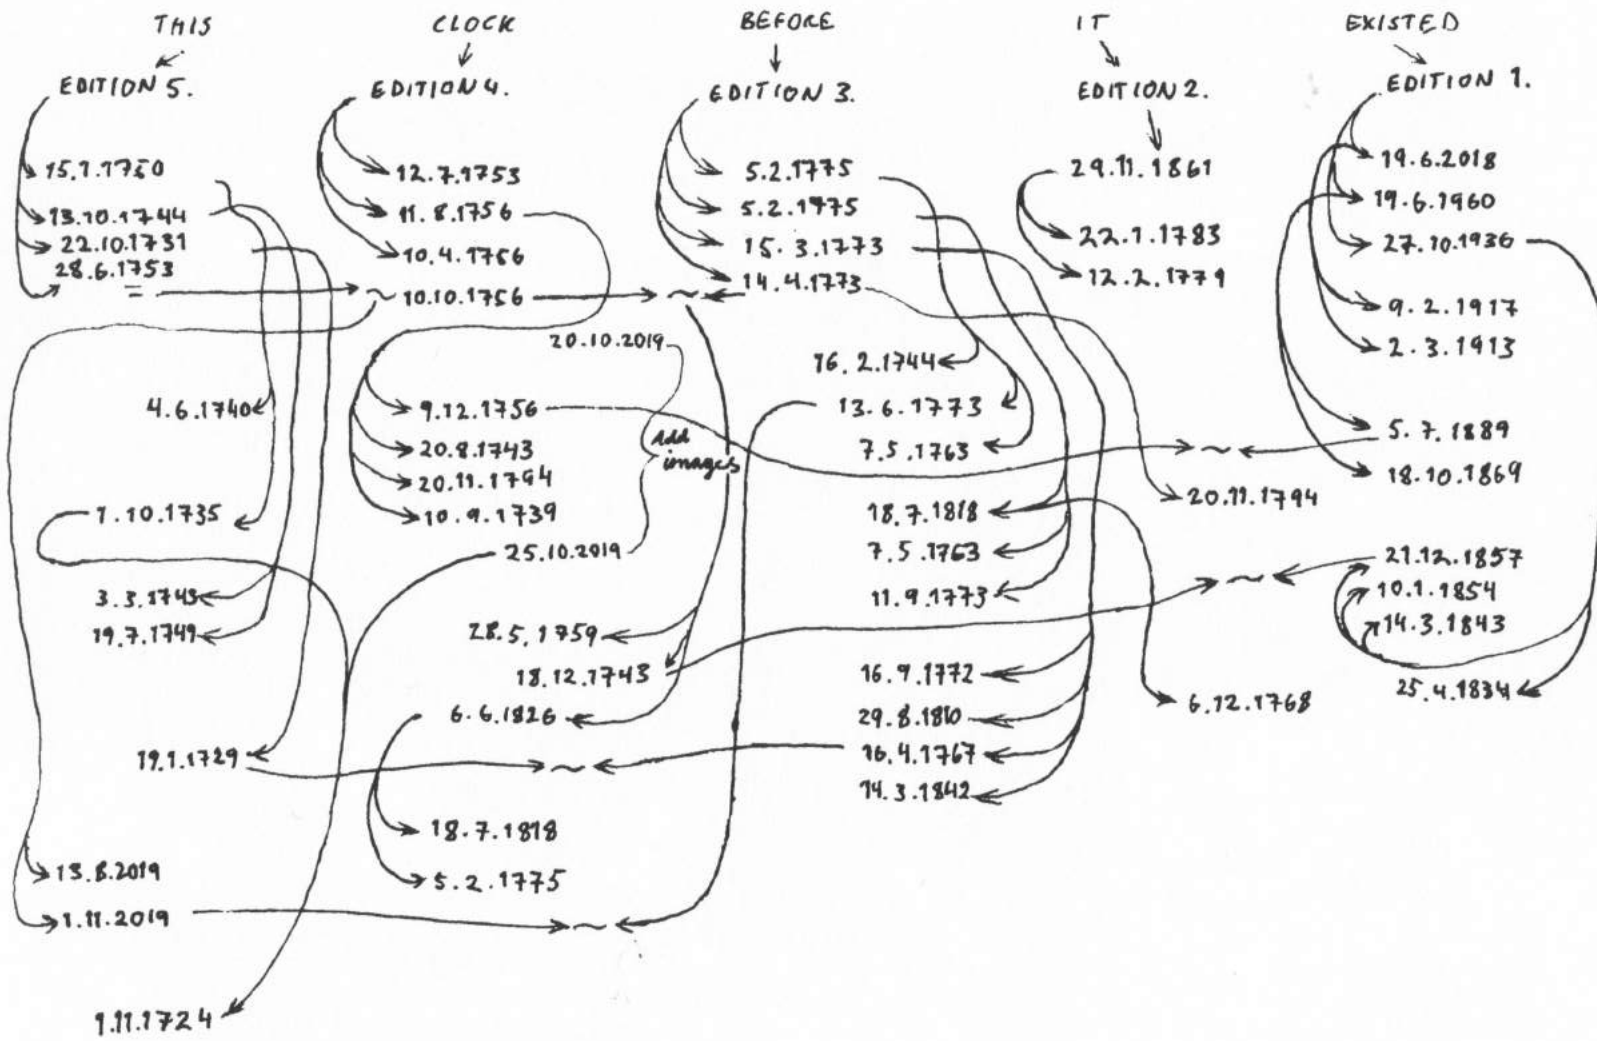 THIS CLOCK BEFORE IT EXISTED
EDITION 5. EDITION 4. EDITION 3. EDITION 2. EDITION 1.
15.1.1750 12.7.1753 5.2.1775 29.11.1861 19.6.2018
13.10.1744 11.8.1756 5.2.1775 22.1.1783 19.6.1960
22.10.1731 10.4.1756 15.3.1773 12.2.1779 27.10.1936
28.6.1753 = ~ 10.10.1756 ~ 14.4.1773 9.2.1917
20.10.2019 16.2.1744 2.3.1913
4.6.1740 9.12.1756 13.6.1773 5.7.1889
20.8.1743 Add images 7.5.1763 ~ 18.10.1869
20.11.1794 20.11.1794
1.10.1735 10.9.1739 18.7.1818
25.10.2019 7.5.1763 21.12.1857
3.3.1743 11.9.1773 ~ 10.1.1854
19.7.1749 28.5.1759 14.3.1843
18.12.1743 16.9.1772 25.4.1834
6.6.1826 29.8.1810 6.12.1768
19.1.1729 ~ 16.4.1767
14.3.1842
18.7.1818
13.8.2019 5.2.1775
1.11.2019 ~
1.11.1724